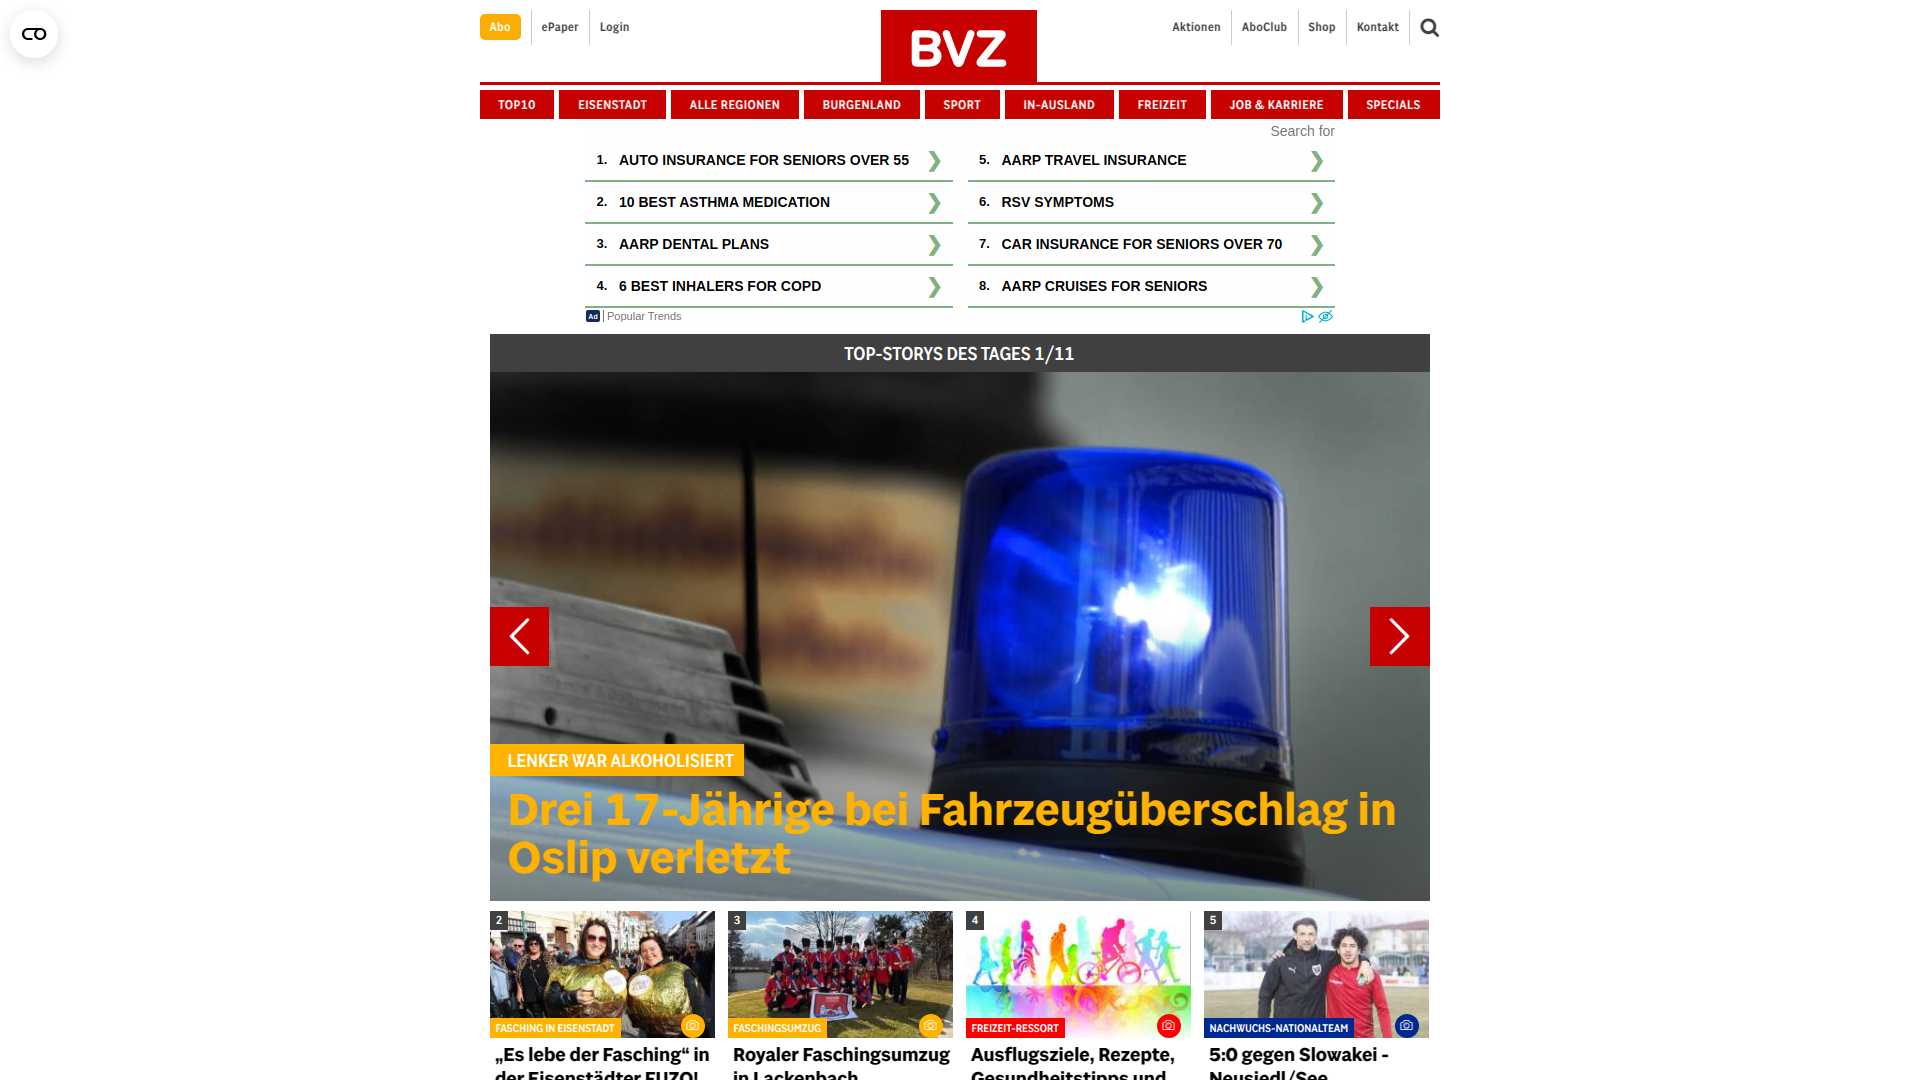 Abo
ePaper
Login
BVZ
Aktionen
AboClub
Shop
Kontakt
TOP10
EISENSTADT
ALLE REGIONEN
BURGENLAND
SPORT
IN-AUSLAND
FREIZEIT
JOB & KARRIERE
SPECIALS
Search for
1. AUTO INSURANCE FOR SENIORS OVER 55
2. 10 BEST ASTHMA MEDICATION
3. AARP DENTAL PLANS
4. 6 BEST INHALERS FOR COPD
5. AARP TRAVEL INSURANCE
6. RSV SYMPTOMS
7. CAR INSURANCE FOR SENIORS OVER 70
8. AARP CRUISES FOR SENIORS
Ad | Popular Trends
TOP-STORYS DES TAGES 1/11
LENKER WAR ALKOHOLISIERT
Drei 17-Jährige bei Fahrzeugüberschlag in
Oslip verletzt
2
FASCHING IN EISENSTADT
„Es lebe der Fasching“ in
der Eisenstädter FUZO!
3
FASCHINGSUMZUG
Royaler Faschingsumzug
in Lackenbach
4
FREIZEIT-RESSORT
Ausflugsziele, Rezepte,
Gesundheitstipps und
5
NACHWUCHS-NATIONALTEAM
5:0 gegen Slowakei -
Neusiedl/See